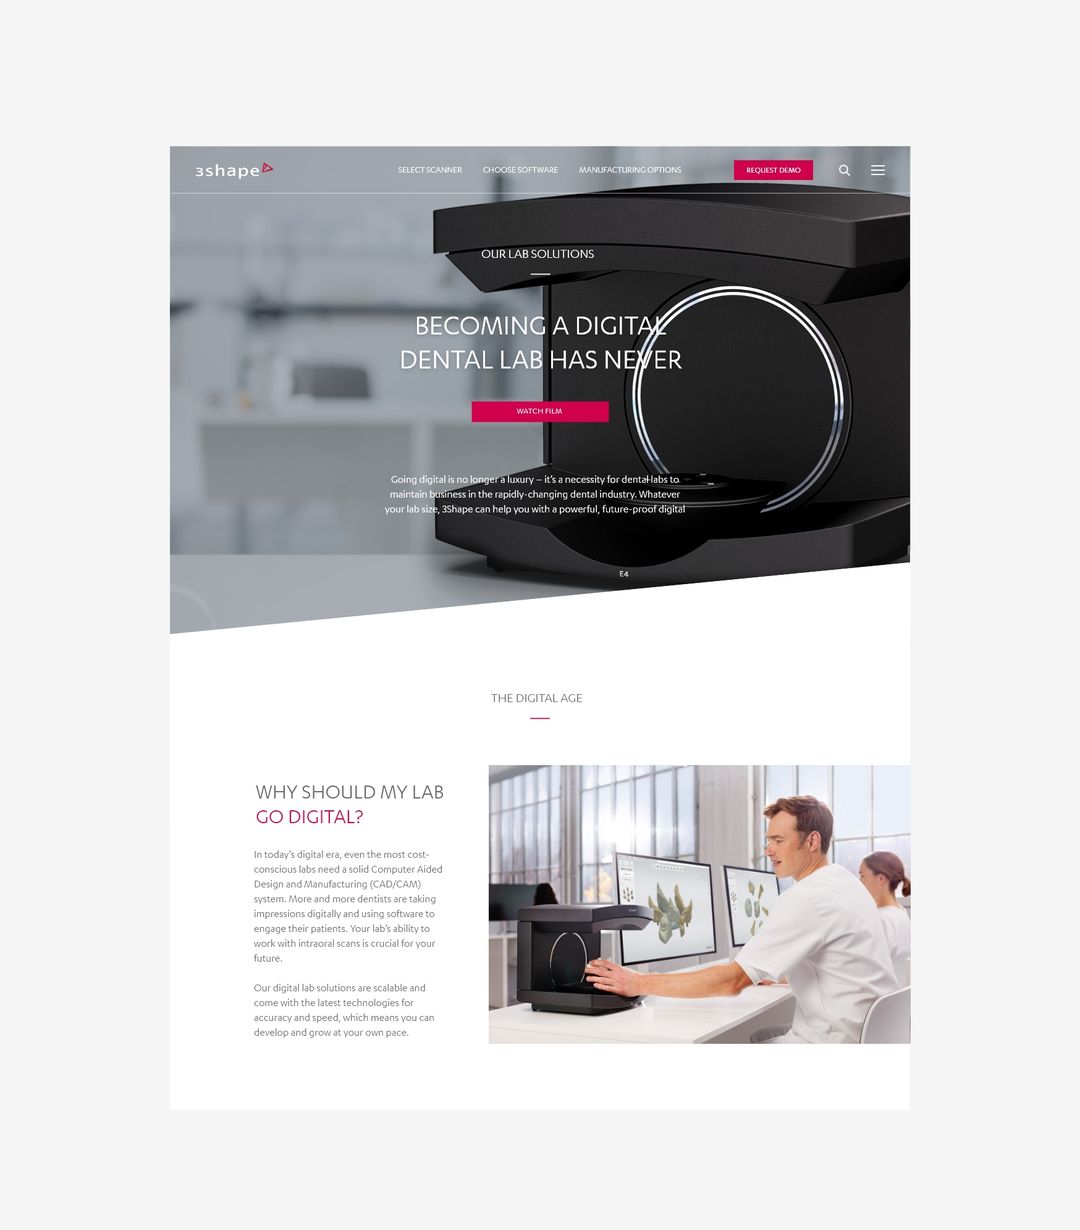 3shape
SELECT SCANNER
CHOOSE SOFTWARE
MANUFACTURING OPTIONS
REQUEST DEMO
OUR LAB SOLUTIONS
BECOMING A DIGITAL
DENTAL LAB HAS NEVER
WATCH FILM
Going digital is no longer a luxury – it's a necessity for dental labs to
maintain business in the rapidly-changing dental industry. Whatever
your lab size, 3Shape can help you with a powerful, future-proof digital
E4
THE DIGITAL AGE
WHY SHOULD MY LAB
GO DIGITAL?
In today's digital era, even the most cost-
conscious labs need a solid Computer Aided
Design and Manufacturing (CAD/CAM)
system. More and more dentists are taking
impressions digitally and using software to
engage their patients. Your lab's ability to
work with intraoral scans is crucial for your
future.
Our digital lab solutions are scalable and
come with the latest technologies for
accuracy and speed, which means you can
develop and grow at your own pace.